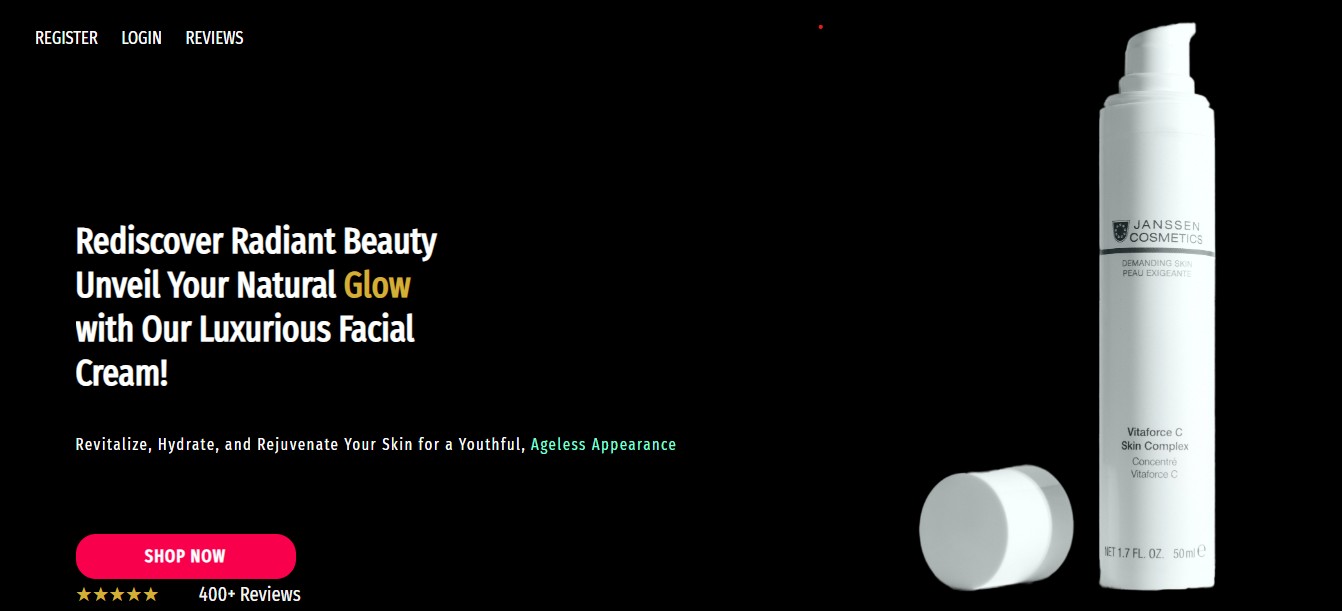 REGISTER LOGIN REVIEWS
Rediscover Radiant Beauty
Unveil Your Natural Glow
with Our Luxurious Facial
Cream!
Revitalize, Hydrate, and Rejuvenate Your Skin for a Youthful, Ageless Appearance
SHOP NOW
★★★★★ 400+ Reviews
JANSSEN
COSMETICS
DEMANDING SKIN
PEAU EXIGEANTE
Vitaforce C
Skin Complex
Concentré
Vitaforce C
NET 1.7 FL. OZ. 50 ml ℮